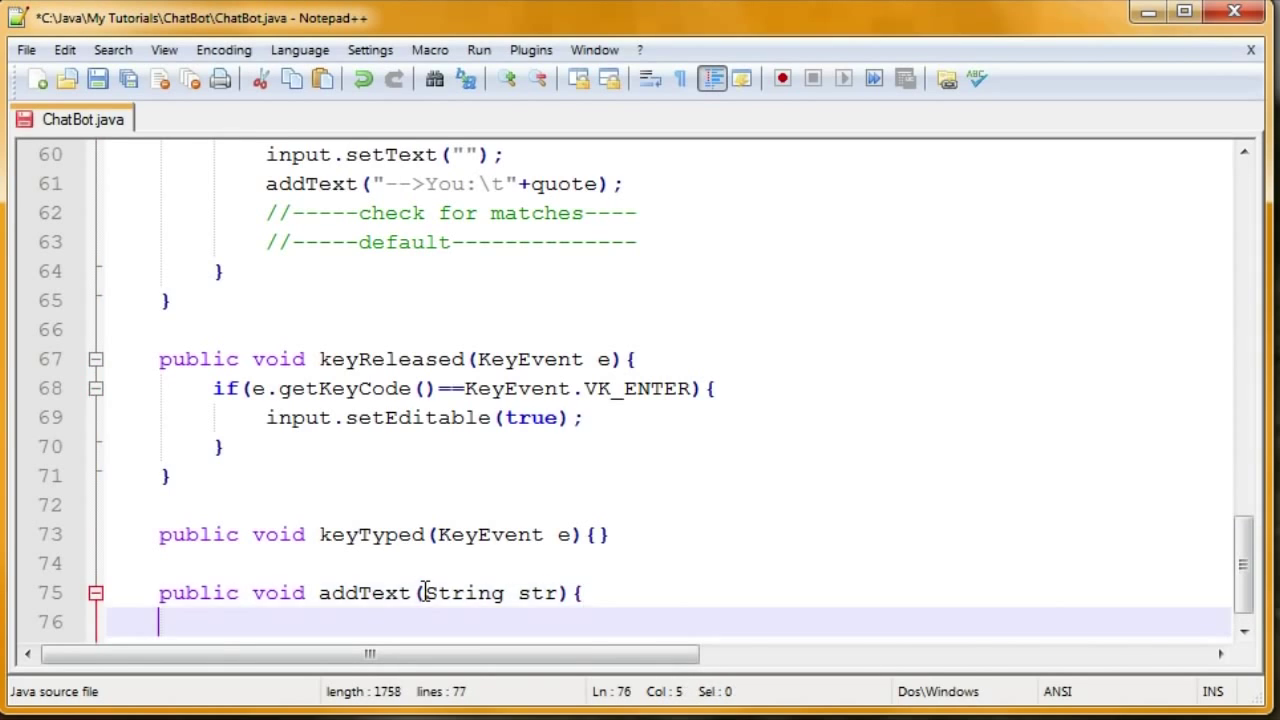 *C:\Java\My Tutorials\ChatBot\ChatBot.java - Notepad++
File Edit Search View Encoding Language Settings Macro Run Plugins Window ? X
ABC
ChatBot.java
60 input.setText("");
61 addText("-->You:\t"+quote);
62 //-----check for matches----
63 //-----default--------------
64 }
65 }
66
67 public void keyReleased(KeyEvent e){
68 if(e.getKeyCode()==KeyEvent.VK_ENTER){
69 input.setEditable(true);
70 }
71 }
72
73 public void keyTyped(KeyEvent e){}
74
75 public void addText(String str){
76
Java source file length : 1758 lines : 77 Ln : 76 Col : 5 Sel : 0 Dos\Windows ANSI INS